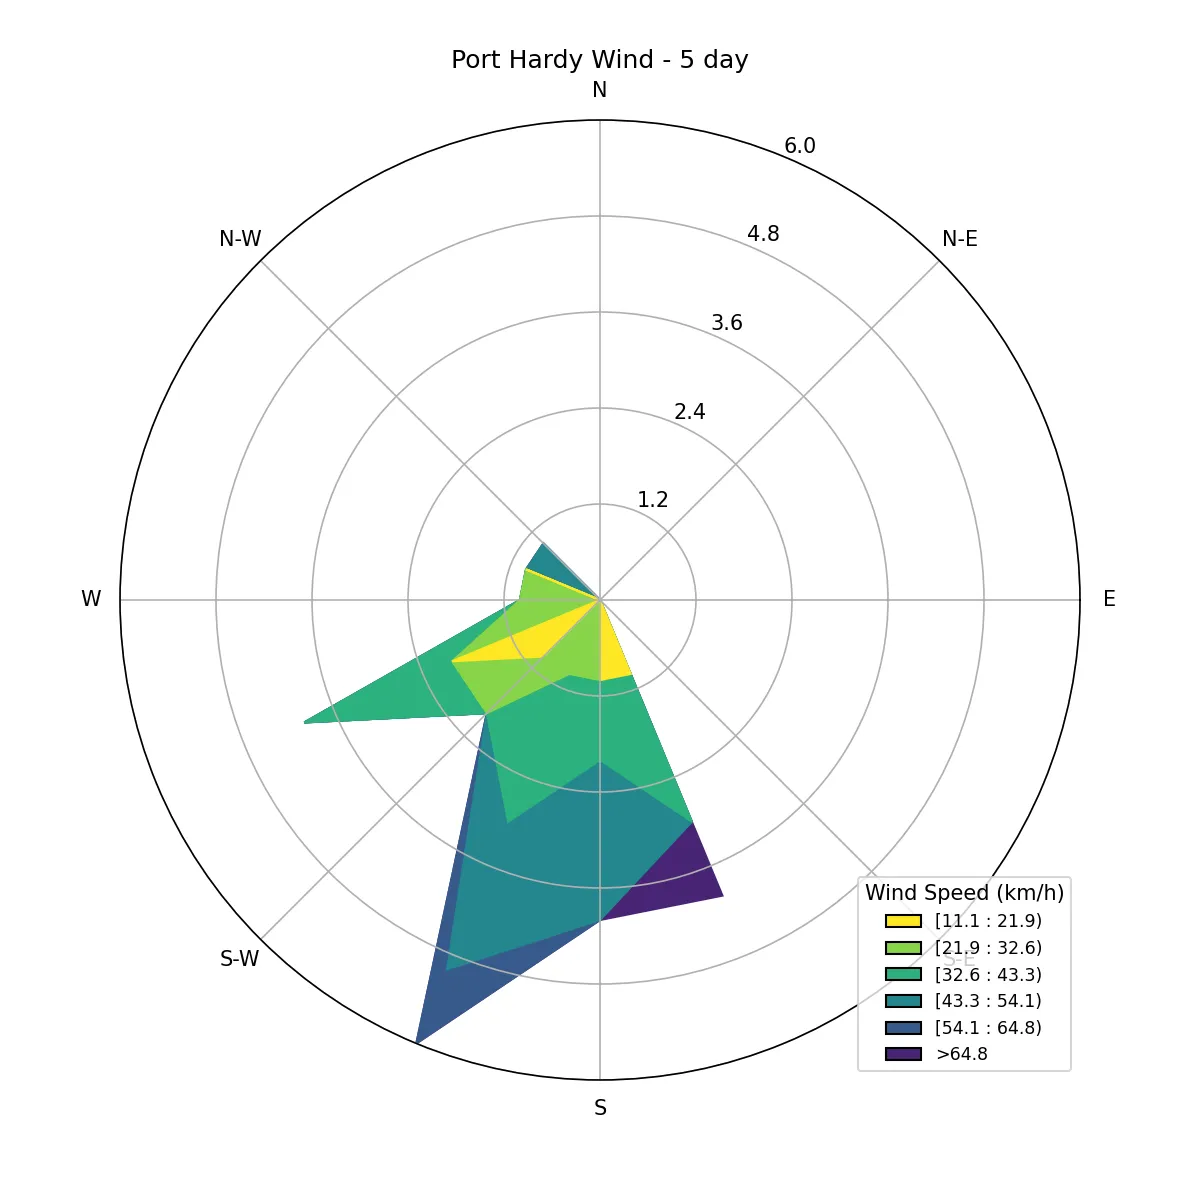 Port Hardy Wind - 5 day
N
6.0
4.8
N-W
N-E
3.6
2.4
1.2
W
E
Wind Speed (km/h)
[11.1 : 21.9)
[21.9 : 32.6)
S-W
S-E
[32.6 : 43.3)
[43.3 : 54.1)
[54.1 : 64.8)
>64.8
S